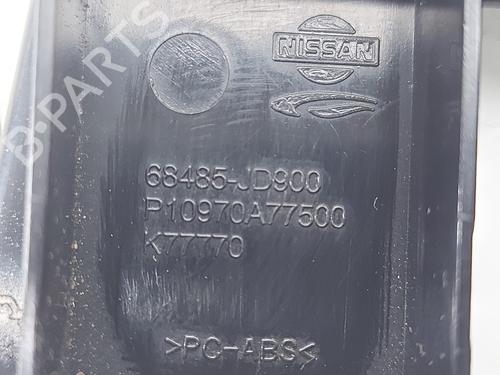 NISSAN
B-PARTS
68485-JD900
P10970A77500
K77770
>PC-ABS<